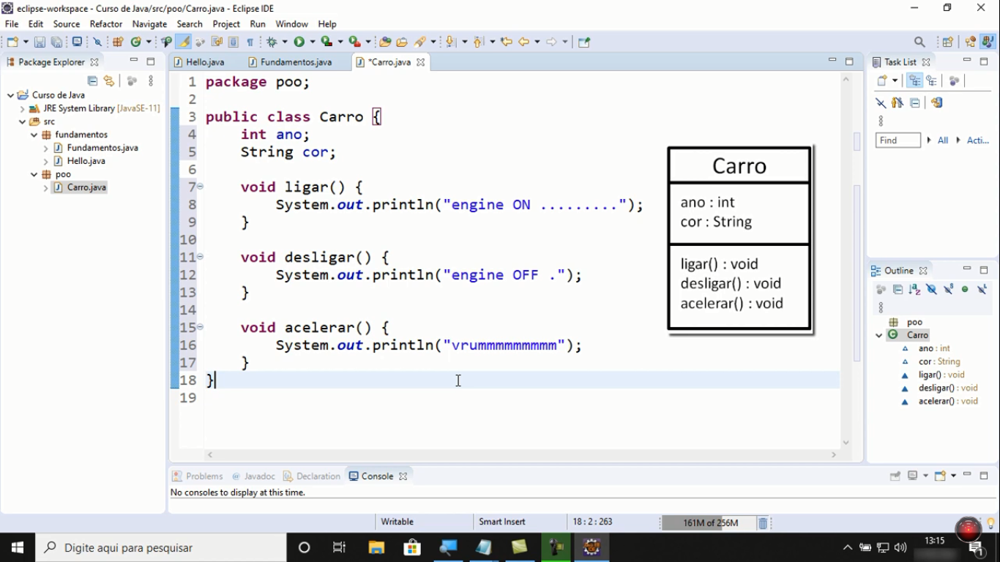 eclipse-workspace - Curso de Java/src/poo/Carro.java - Eclipse IDE
File Edit Source Refactor Navigate Search Project Run Window Help
Package Explorer
Curso de Java
JRE System Library [JavaSE-11]
src
fundamentos
Fundamentos.java
Hello.java
poo
Carro.java
Hello.java Fundamentos.java *Carro.java
1 package poo;
2
3 public class Carro {
4 int ano;
5 String cor;
6
7 void ligar() {
8 System.out.println("engine ON .........");
9 }
10
11 void desligar() {
12 System.out.println("engine OFF .");
13 }
14
15 void acelerar() {
16 System.out.println("vrummmmmmmmm");
17 }
18 }
19
Carro
ano : int
cor : String
ligar() : void
desligar() : void
acelerar() : void
Task List
Find All Acti...
Outline
poo
Carro
ano : int
cor : String
ligar() : void
desligar() : void
acelerar() : void
Problems Javadoc Declaration Console
No consoles to display at this time.
Writable Smart Insert 18 : 2 : 263 161M of 256M
Digite aqui para pesquisar
13:15
1